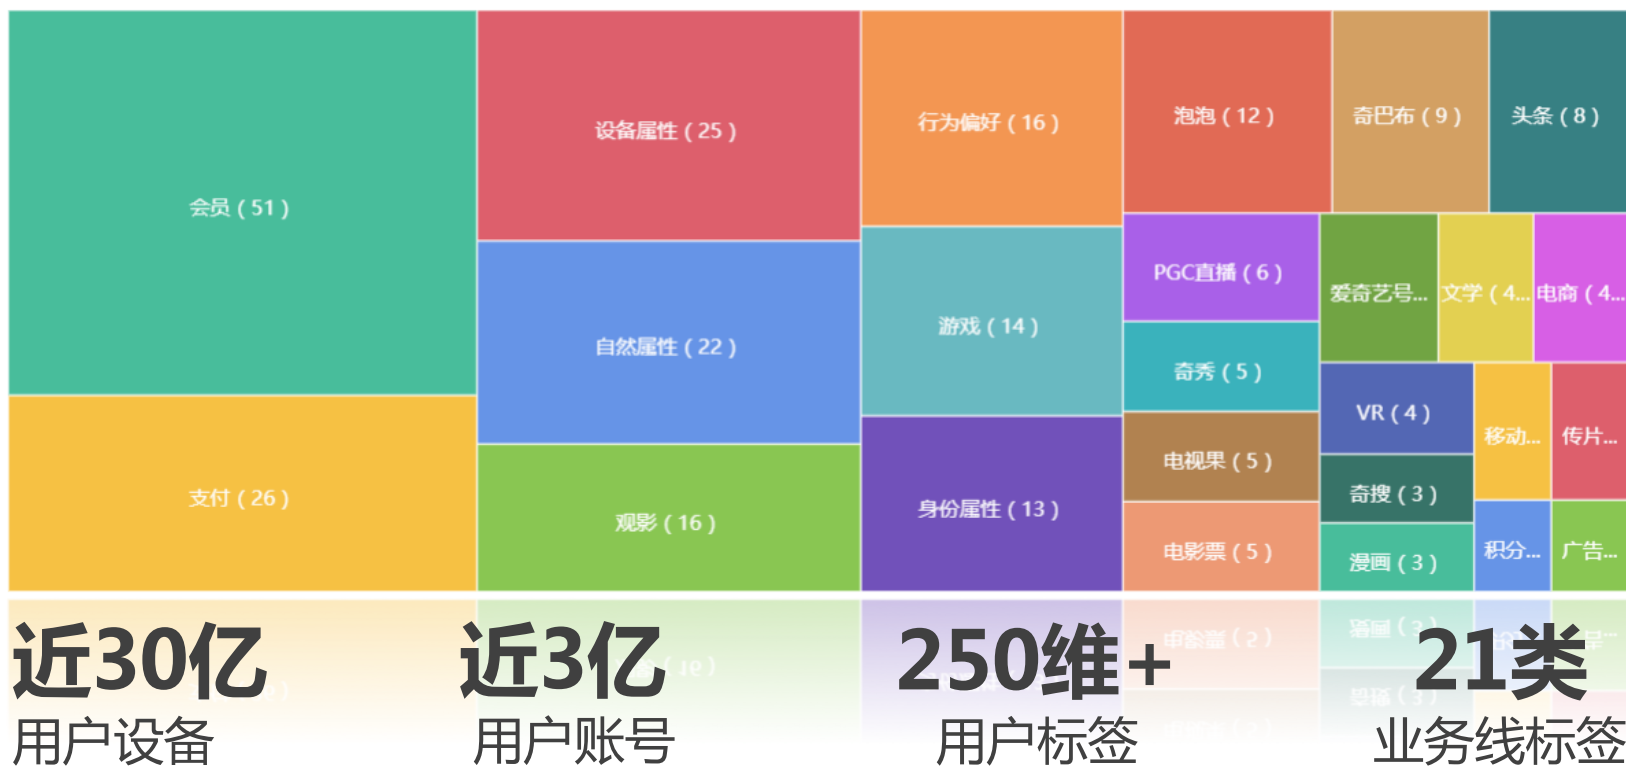 会员（51）
支付（26）
设备属性（25）
自然属性（22）
观影（16）
行为偏好（16）
游戏（14）
身份属性（13）
泡泡（12）
奇巴布（9）
头条（8）
PGC直播（6）
奇秀（5）
电视果（5）
电影票（5）
爱奇艺号...
文学（4...
电商（4...
VR（4）
奇搜（3）
漫画（3）
移动...
传片...
积分...
广告...
近30亿
用户设备
近3亿
用户账号
250维+
用户标签
21类
业务线标签